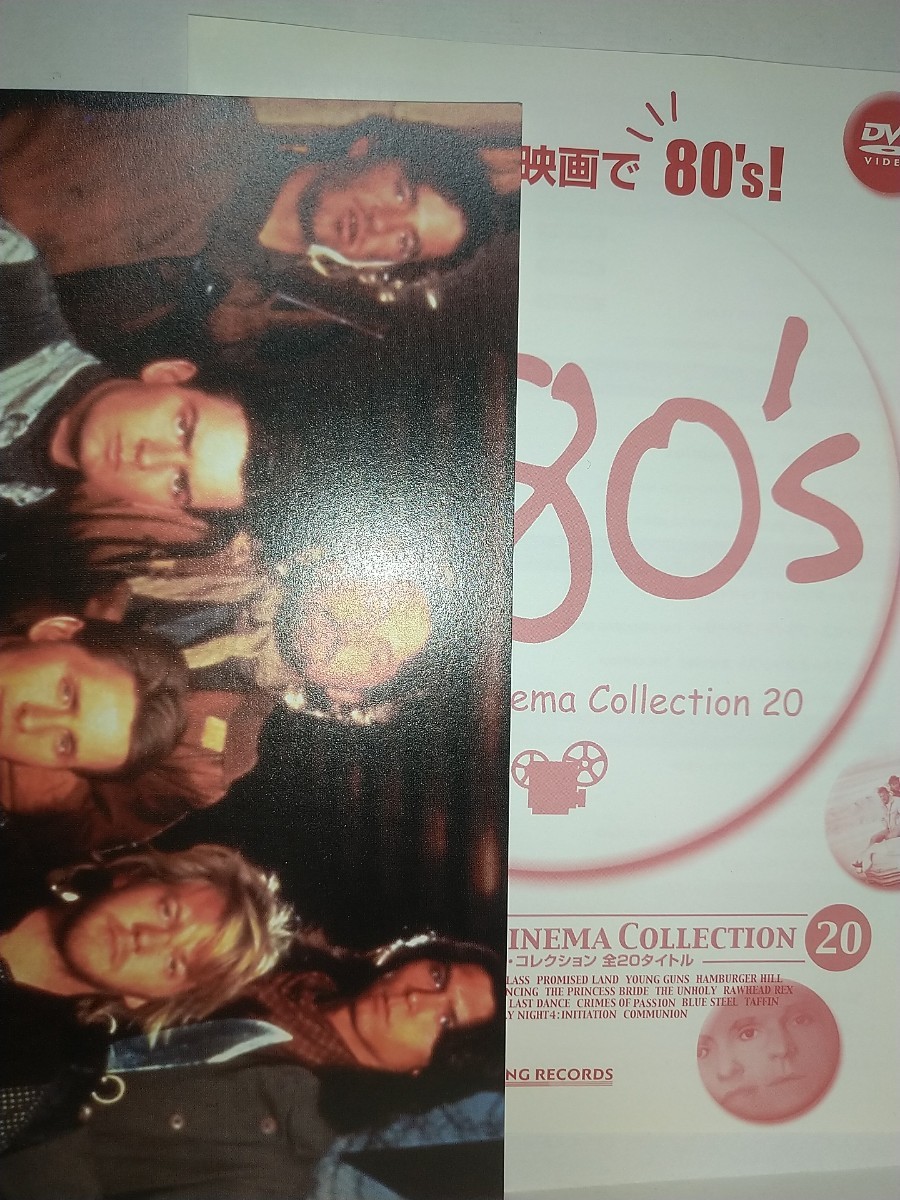 映画で 80's!
DV
VIDE
80's
ema Collection 20
INEMA COLLECTION 20
・コレクション 全20タイトル
LASS PROMISED LAND YOUNG GUNS HAMBURGER HILL
NCING THE PRINCESS BRIDE THE UNHOLY RAWHEAD REX
LAST DANCE CRIMES OF PASSION BLUE STEEL TAFFIN
Y NIGHT4:INITIATION COMMUNION
NG RECORDS